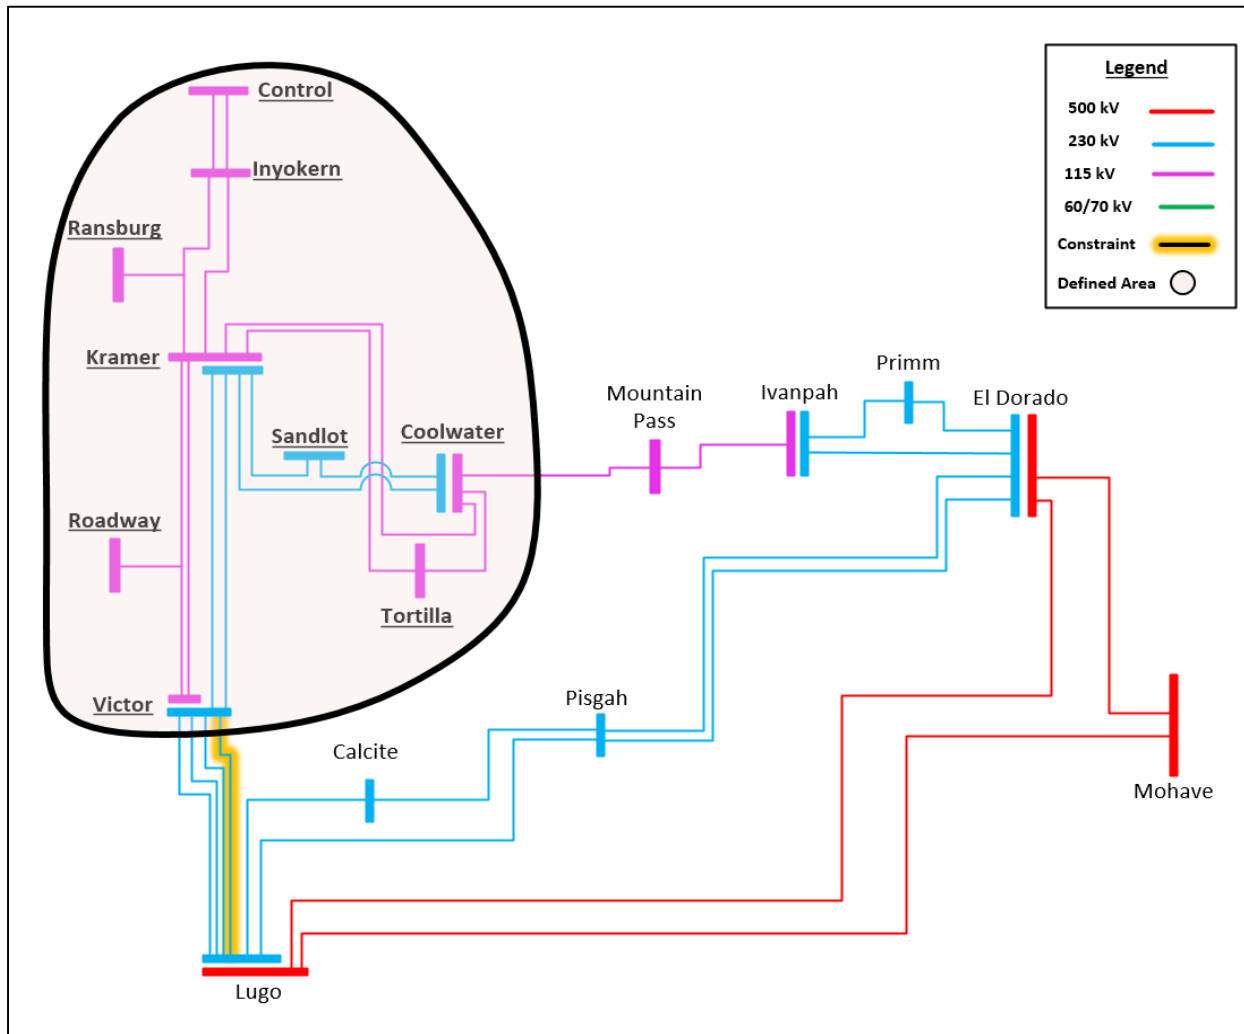 Control
Inyokern
Ransburg
Kramer
Sandlot
Coolwater
Roadway
Tortilla
Victor
Mountain
Pass
Ivanpah
Primm
El Dorado
Pisgah
Calcite
Mohave
Lugo
Legend
500 kV
230 kV
115 kV
60/70 kV
Constraint
Defined Area